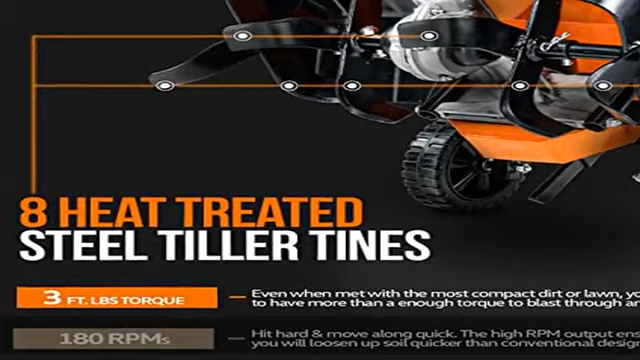 8 HEAT TREATED
STEEL TILLER TINES
3 FT. LBS TORQUE
Even when met with the most compact dirt or lawn, yo
to have more than a enough torque to blast through an
180 RPMs
Hit hard & move along quick. The high RPM output ens
you will loosen up soil quicker than conventional design